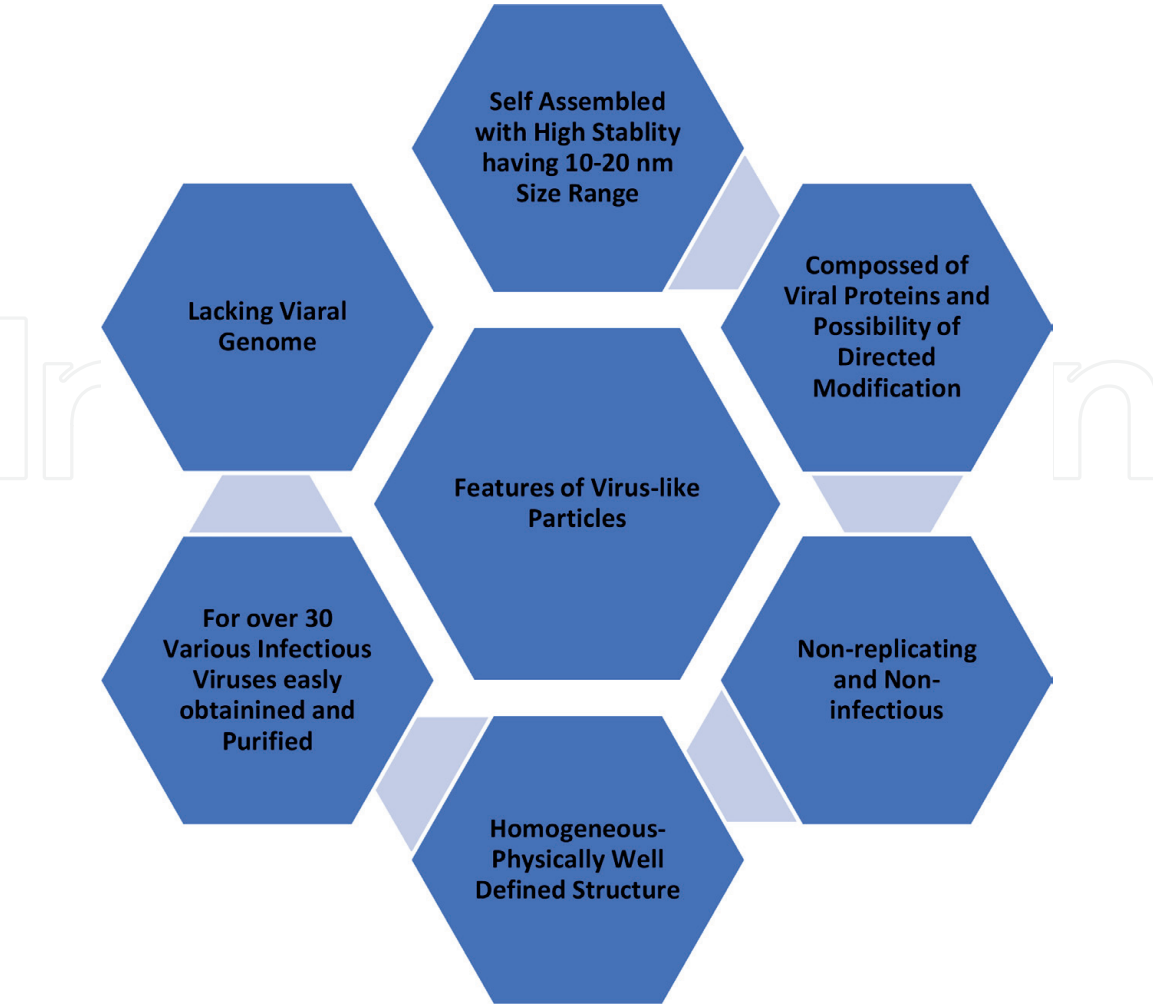 Self Assembled
with High Stablity
having 10-20 nm
Size Range
Compossed of
Viral Proteins and
Possibility of
Directed
Modification
Non-replicating
and Non-
infectious
Homogeneous-
Physically Well
Defined Structure
For over 30
Various Infectious
Viruses easly
obtainined and
Purified
Lacking Viaral
Genome
Features of Virus-like
Particles